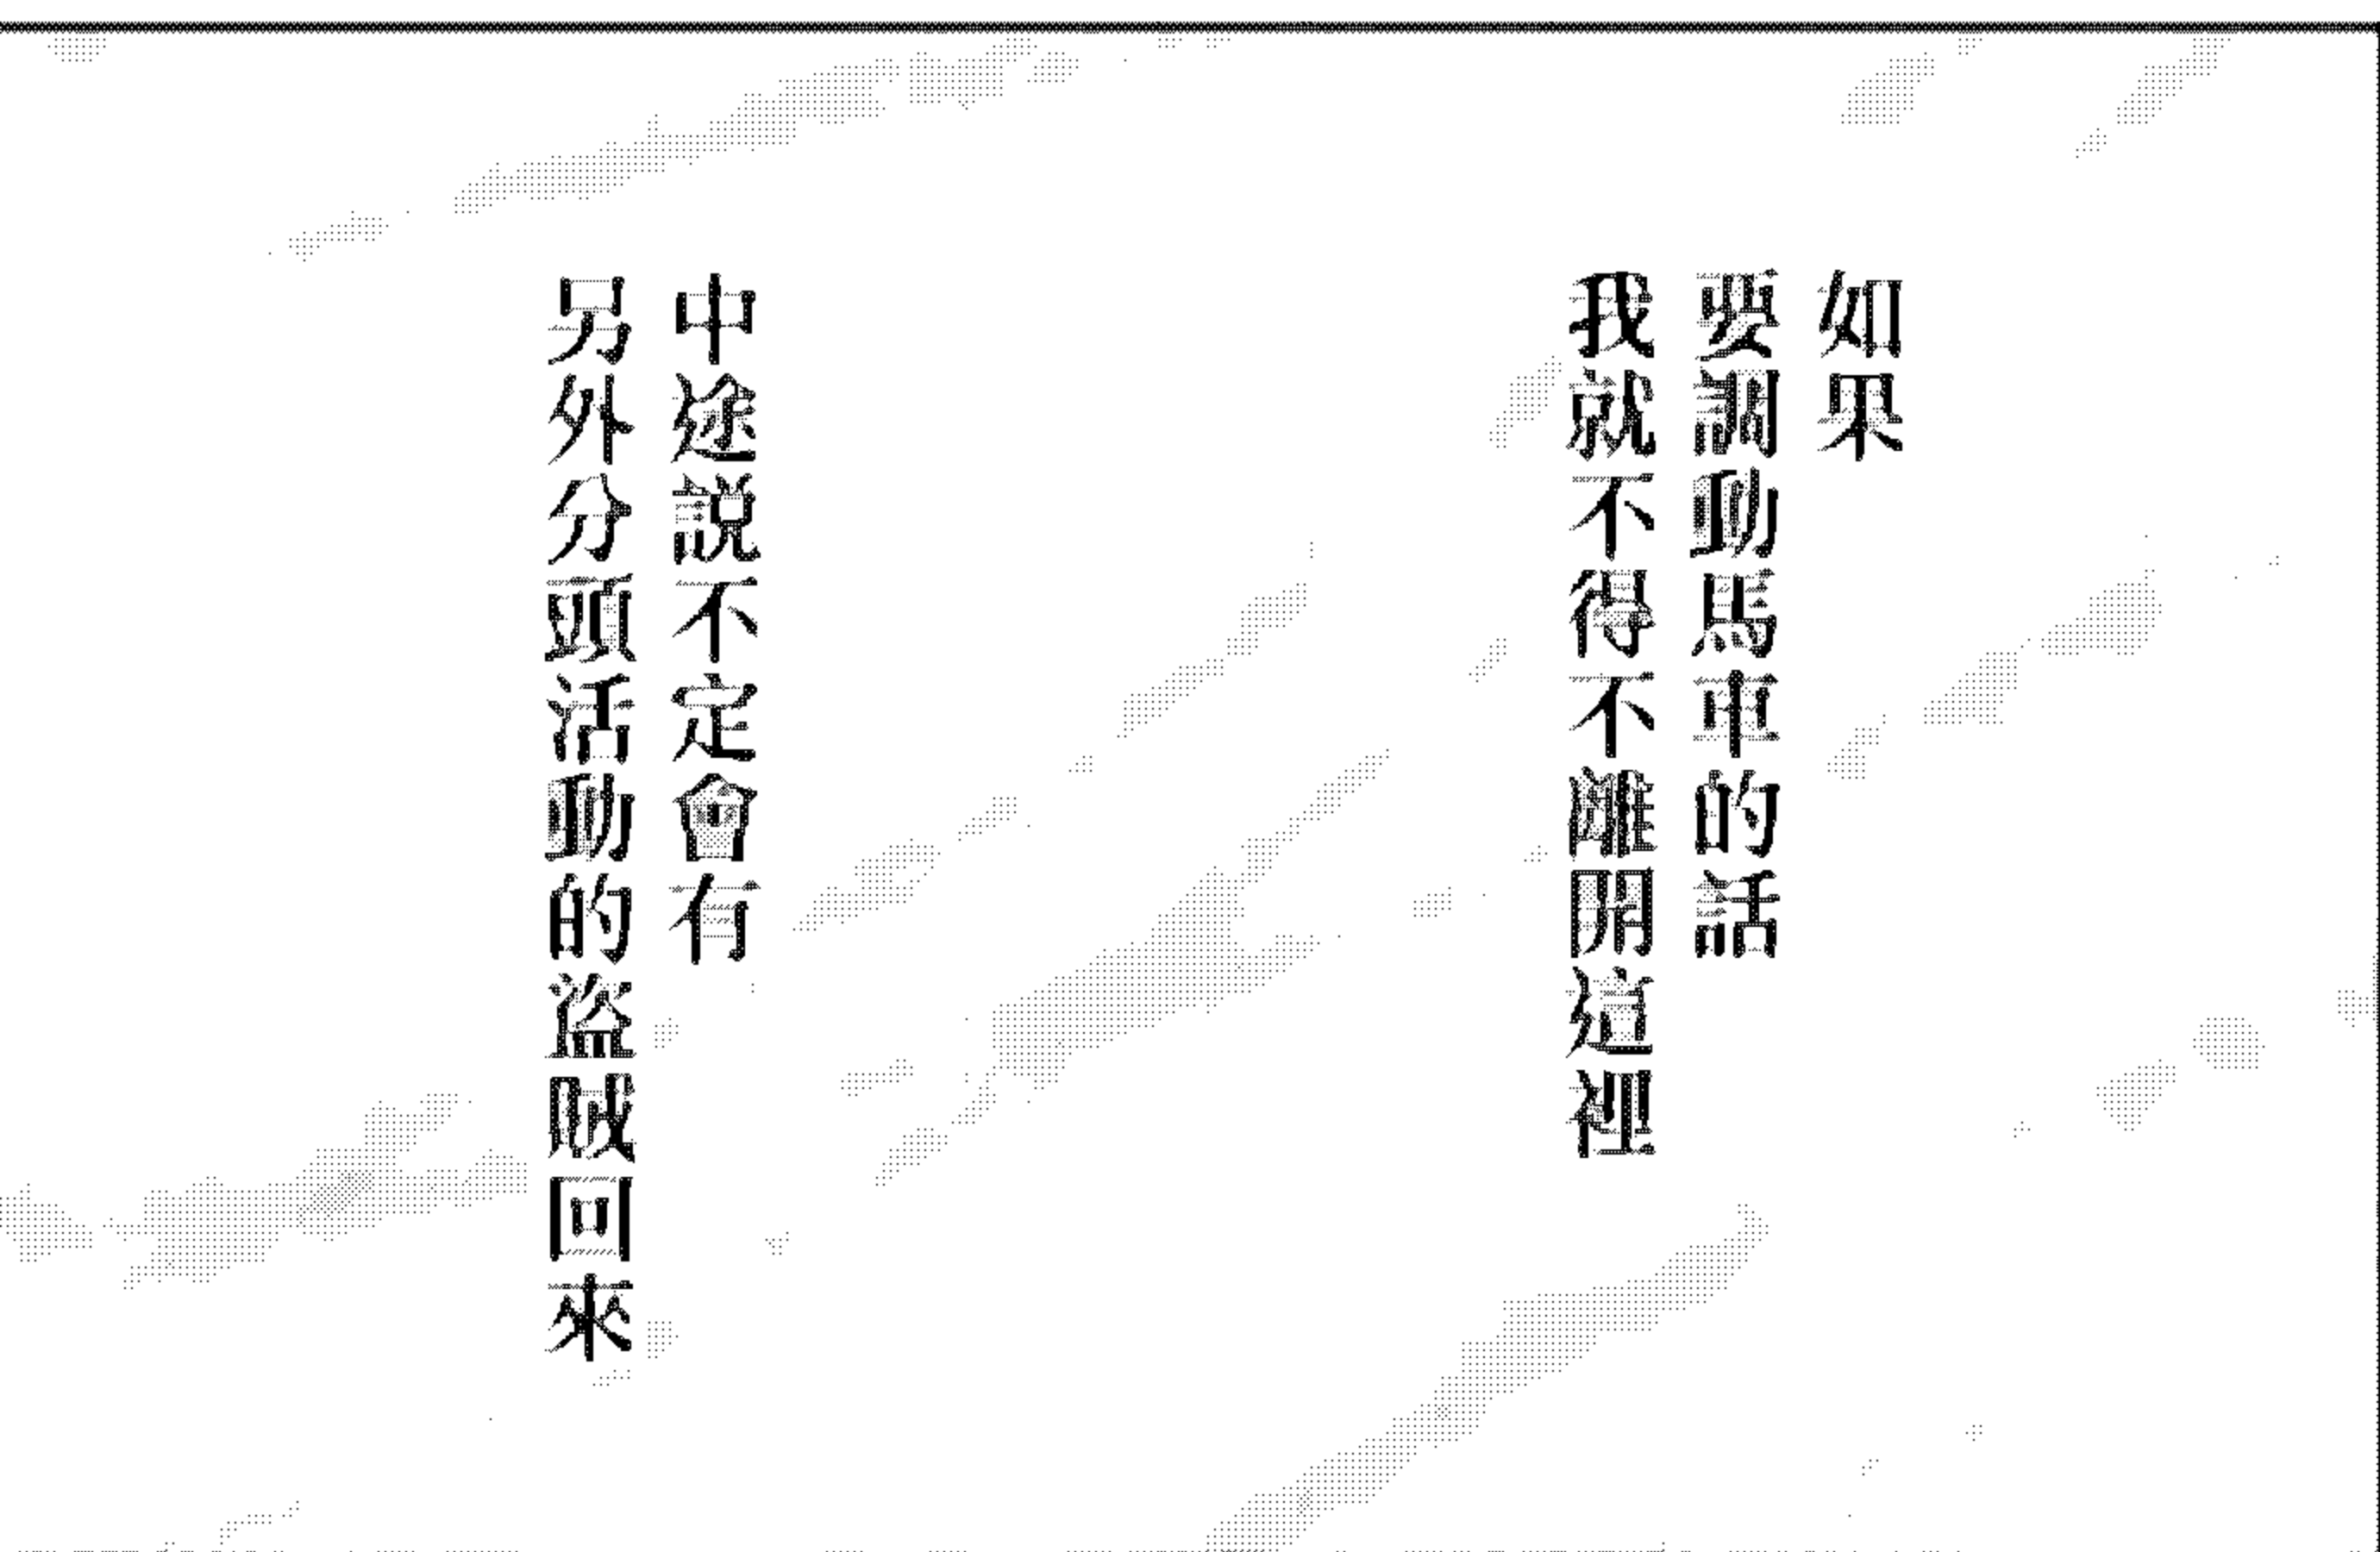 如果
要調動馬車的話
我就不得不離開這裡
中途說不定會有
另外分頭活動的盜賊回來